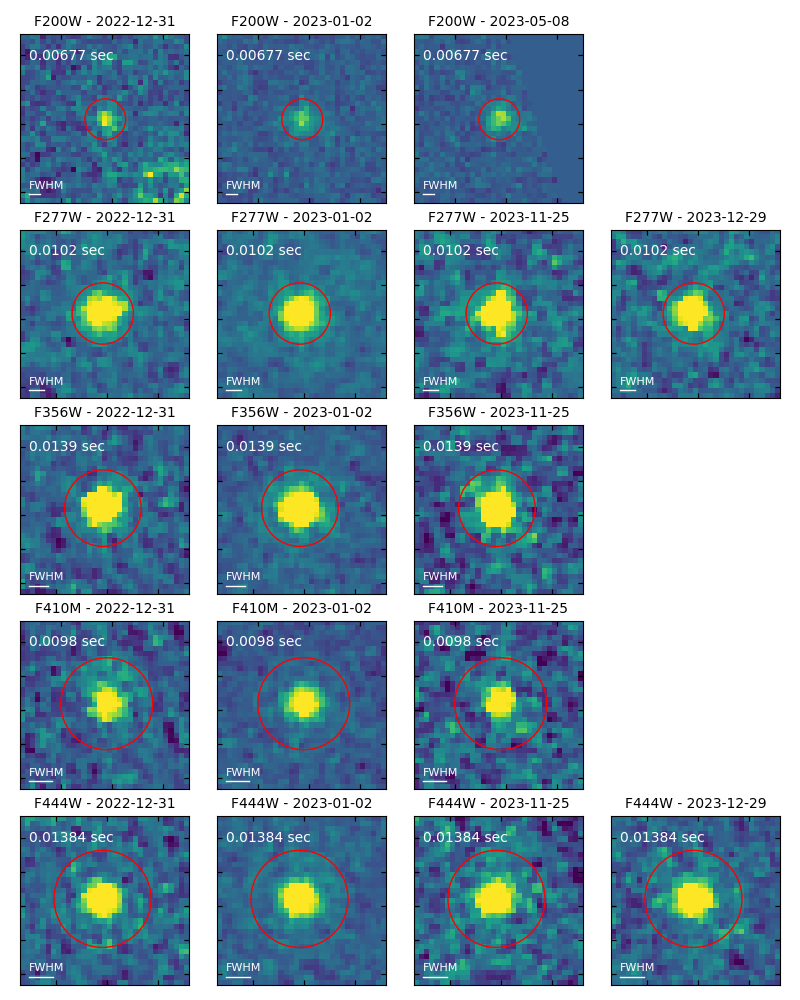 F200W - 2022-12-31
F200W - 2023-01-02
F200W - 2023-05-08
0.00677 sec
0.00677 sec
0.00677 sec
FWHM
FWHM
FWHM
F277W - 2022-12-31
F277W - 2023-01-02
F277W - 2023-11-25
F277W - 2023-12-29
0.0102 sec
0.0102 sec
0.0102 sec
0.0102 sec
FWHM
FWHM
FWHM
FWHM
F356W - 2022-12-31
F356W - 2023-01-02
F356W - 2023-11-25
0.0139 sec
0.0139 sec
0.0139 sec
FWHM
FWHM
FWHM
F410M - 2022-12-31
F410M - 2023-01-02
F410M - 2023-11-25
0.0098 sec
0.0098 sec
0.0098 sec
FWHM
FWHM
FWHM
F444W - 2022-12-31
F444W - 2023-01-02
F444W - 2023-11-25
F444W - 2023-12-29
0.01384 sec
0.01384 sec
0.01384 sec
0.01384 sec
FWHM
FWHM
FWHM
FWHM